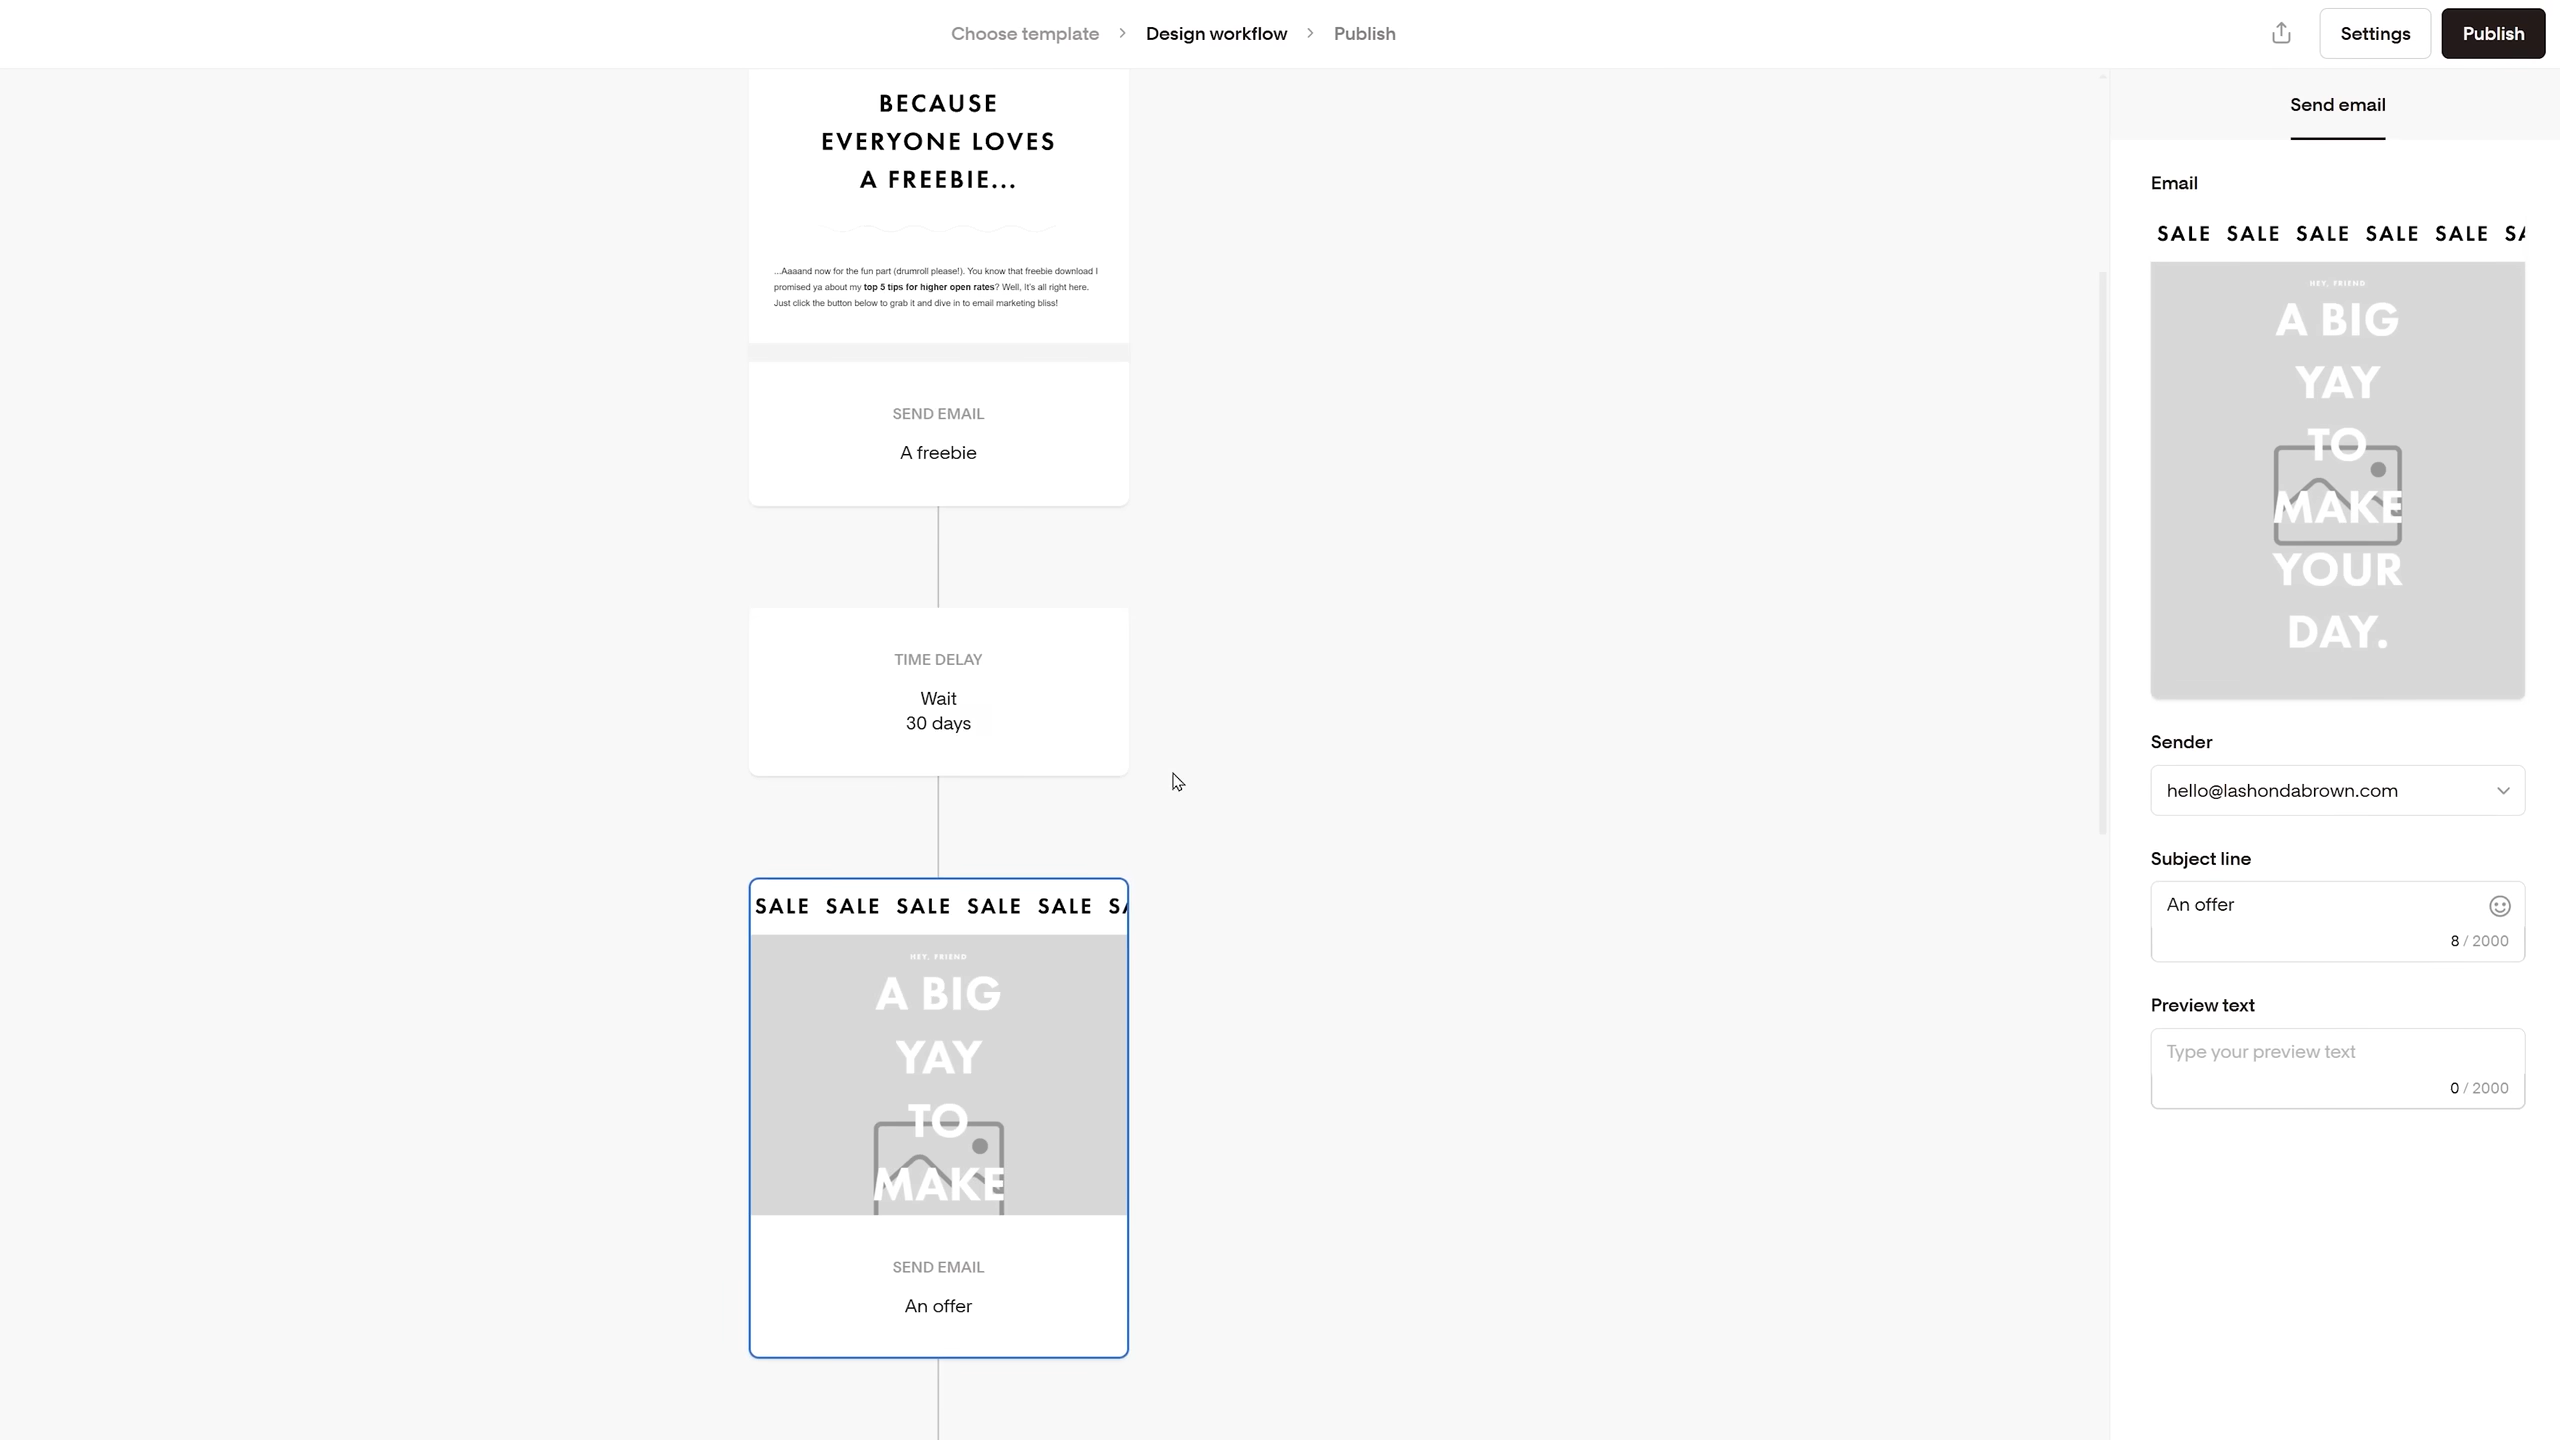 Choose template
Design workflow
Publish
Settings
Publish
BECAUSE
EVERYONE LOVES
A FREEBIE...
...Aaaand now for the fun part (drumroll please!). You know that freebie download I
promised ya about my top 5 tips for higher open rates? Well, It's all right here.
Just click the button below to grab it and dive in to email marketing bliss!
SEND EMAIL
A freebie
TIME DELAY
Wait
30 days
SALE SALE SALE SALE SALE SA
HEY, FRIEND
A BIG
YAY
TO
MAKE
SEND EMAIL
An offer
Send email
Email
SALE SALE SALE SALE SALE SA
HEY, FRIEND
A BIG
YAY
TO
MAKE
YOUR
DAY.
Sender
hello@lashondabrown.com
Subject line
An offer
8 / 2000
Preview text
Type your preview text
0 / 2000